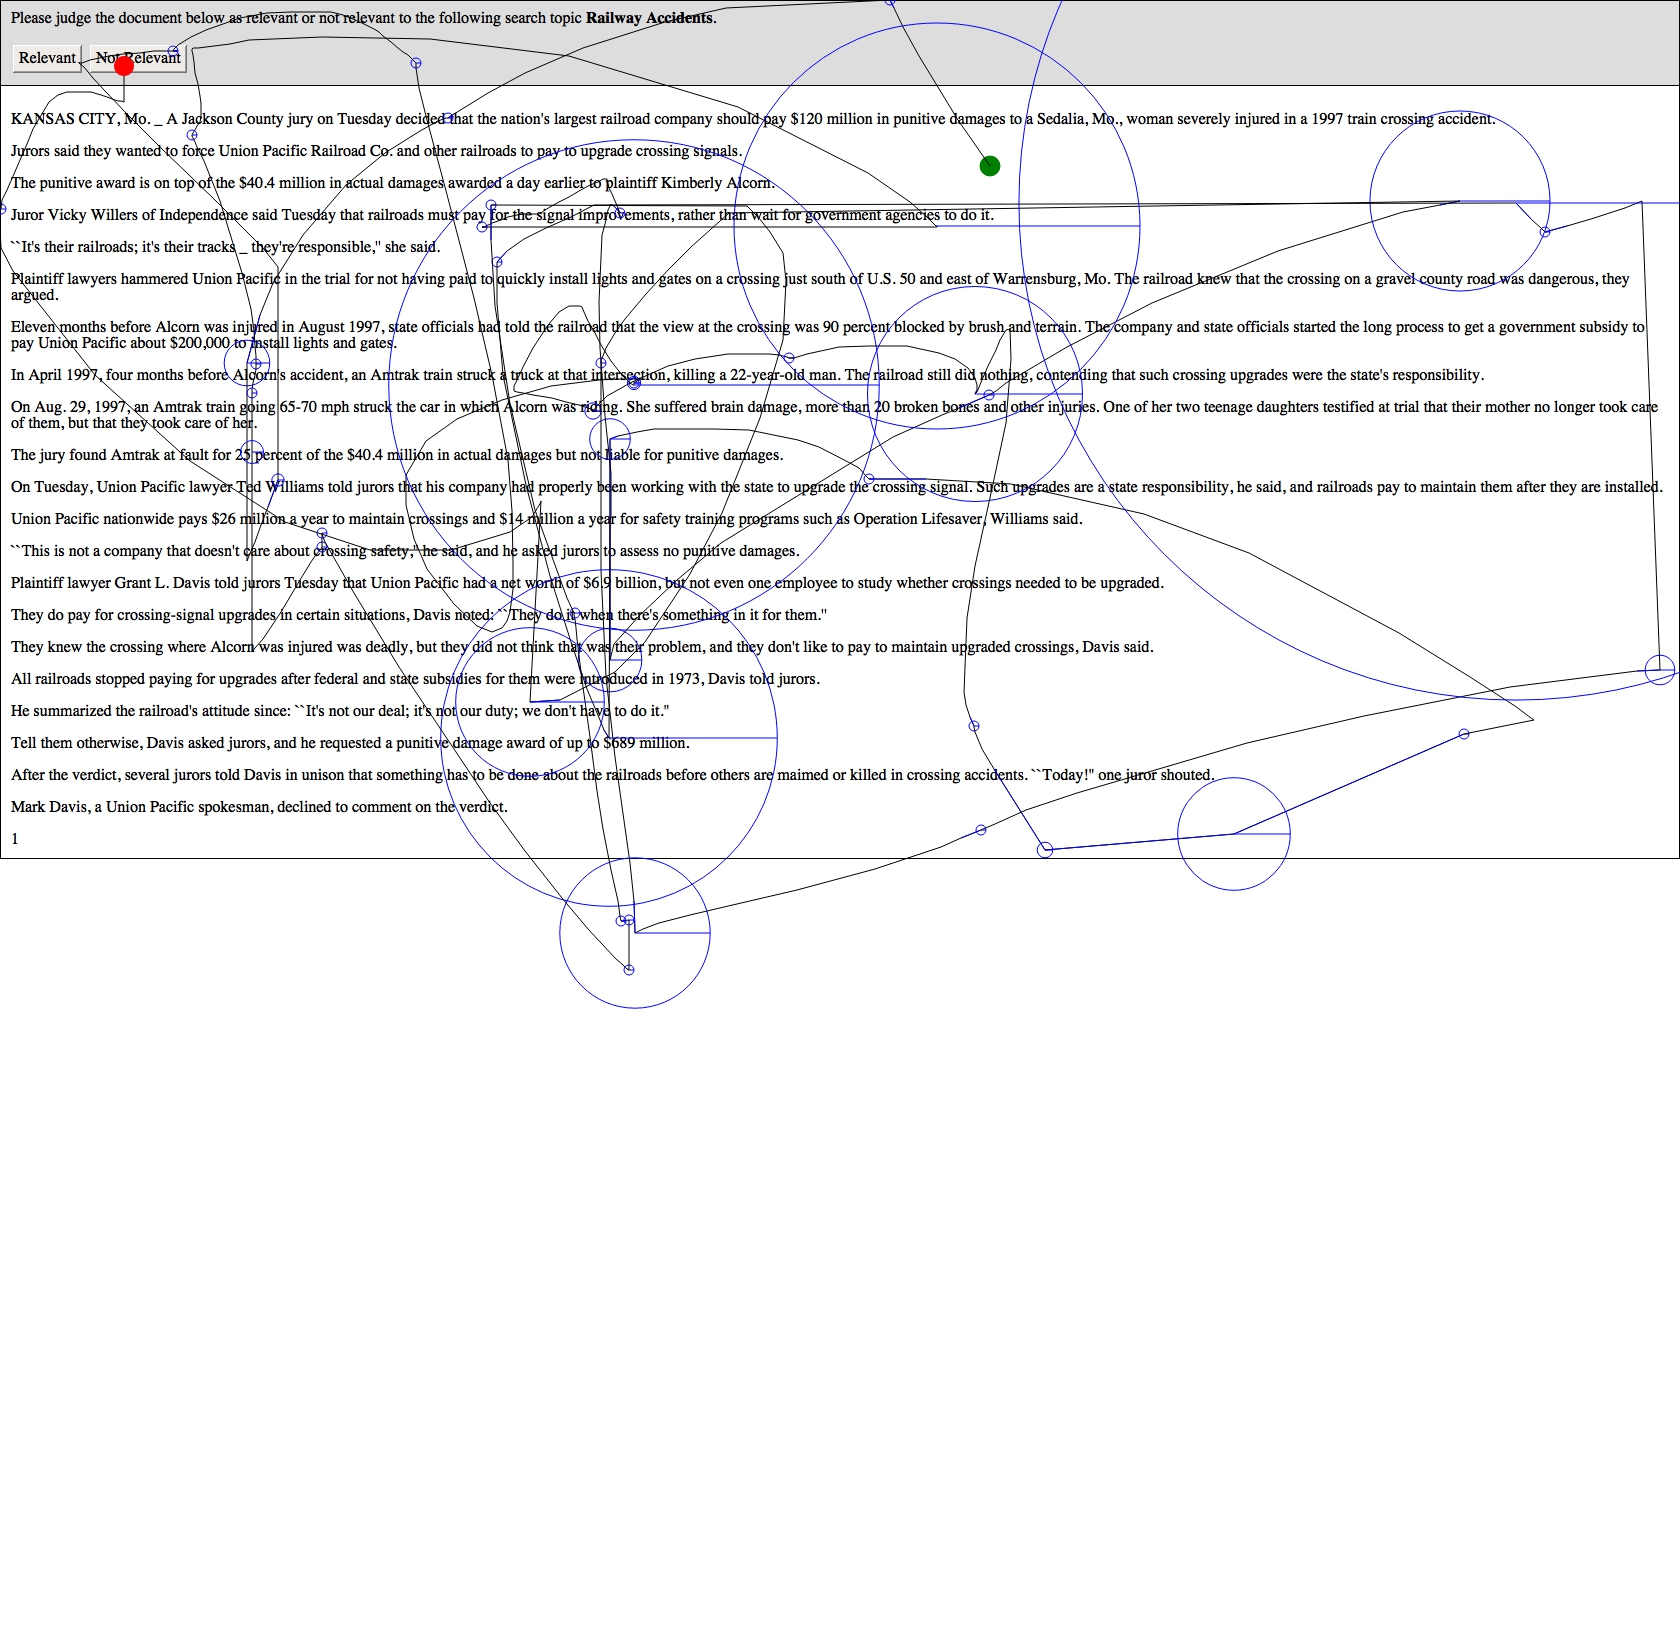 Please judge the document below as relevant or not relevant to the following search topic Railway Accidents.
Relevant Not Relevant
KANSAS CITY, Mo. _ A Jackson County jury on Tuesday decided that the nation's largest railroad company should pay $120 million in punitive damages to a Sedalia, Mo., woman severely injured in a 1997 train crossing accident.
Jurors said they wanted to force Union Pacific Railroad Co. and other railroads to pay to upgrade crossing signals.
The punitive award is on top of the $40.4 million in actual damages awarded a day earlier to plaintiff Kimberly Alcorn.
Juror Vicky Willers of Independence said Tuesday that railroads must pay for the signal improvements, rather than wait for government agencies to do it.
``It's their railroads; it's their tracks _ they're responsible,'' she said.
Plaintiff lawyers hammered Union Pacific in the trial for not having paid to quickly install lights and gates on a crossing just south of U.S. 50 and east of Warrensburg, Mo. The railroad knew that the crossing on a gravel county road was dangerous, they
argued.
Eleven months before Alcorn was injured in August 1997, state officials had told the railroad that the view at the crossing was 90 percent blocked by brush and terrain. The company and state officials started the long process to get a government subsidy to
pay Union Pacific about $200,000 to install lights and gates.
In April 1997, four months before Alcorn's accident, an Amtrak train struck a truck at that intersection, killing a 22-year-old man. The railroad still did nothing, contending that such crossing upgrades were the state's responsibility.
On Aug. 29, 1997, an Amtrak train going 65-70 mph struck the car in which Alcorn was riding. She suffered brain damage, more than 20 broken bones and other injuries. One of her two teenage daughters testified at trial that their mother no longer took care
of them, but that they took care of her.
The jury found Amtrak at fault for 25 percent of the $40.4 million in actual damages but not liable for punitive damages.
On Tuesday, Union Pacific lawyer Ted Williams told jurors that his company had properly been working with the state to upgrade the crossing signal. Such upgrades are a state responsibility, he said, and railroads pay to maintain them after they are installed.
Union Pacific nationwide pays $26 million a year to maintain crossings and $14 million a year for safety training programs such as Operation Lifesaver, Williams said.
``This is not a company that doesn't care about crossing safety,'' he said, and he asked jurors to assess no punitive damages.
Plaintiff lawyer Grant L. Davis told jurors Tuesday that Union Pacific had a net worth of $6.9 billion, but not even one employee to study whether crossings needed to be upgraded.
They do pay for crossing-signal upgrades in certain situations, Davis noted: ``They do it when there's something in it for them.''
They knew the crossing where Alcorn was injured was deadly, but they did not think that was their problem, and they don't like to pay to maintain upgraded crossings, Davis said.
All railroads stopped paying for upgrades after federal and state subsidies for them were introduced in 1973, Davis told jurors.
He summarized the railroad's attitude since: ``It's not our deal; it's not our duty; we don't have to do it.''
Tell them otherwise, Davis asked jurors, and he requested a punitive damage award of up to $689 million.
After the verdict, several jurors told Davis in unison that something has to be done about the railroads before others are maimed or killed in crossing accidents. ``Today!'' one juror shouted.
Mark Davis, a Union Pacific spokesman, declined to comment on the verdict.
1